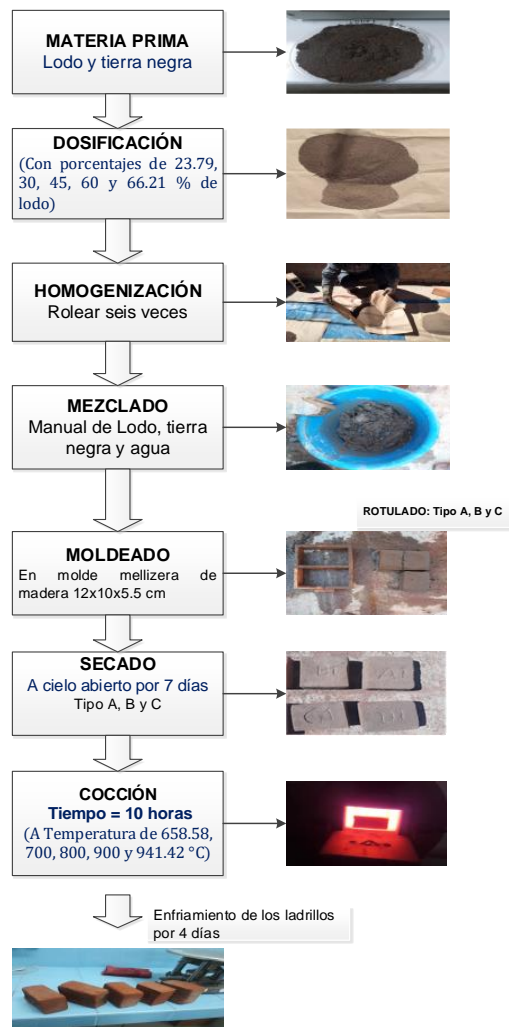 MATERIA PRIMA
Lodo y tierra negra
DOSIFICACIÓN
(Con porcentajes de 23.79,
30, 45, 60 y 66.21 % de
lodo)
HOMOGENIZACIÓN
Rolear seis veces
MEZCLADO
Manual de Lodo, tierra
negra y agua
ROTULADO: Tipo A, B y C
MOLDEADO
En molde mellizera de
madera 12x10x5.5 cm
SECADO
A cielo abierto por 7 días
Tipo A, B y C
COCCIÓN
Tiempo = 10 horas
(A Temperatura de 658.58,
700, 800, 900 y 941.42 °C)
Enfriamiento de los ladrillos
por 4 días